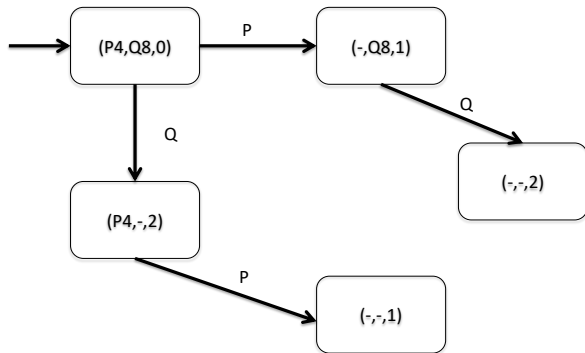 (P4,Q8,0)
P
(-,Q8,1)
Q
Q
(-,-,2)
(P4,-,2)
P
(-,-,1)